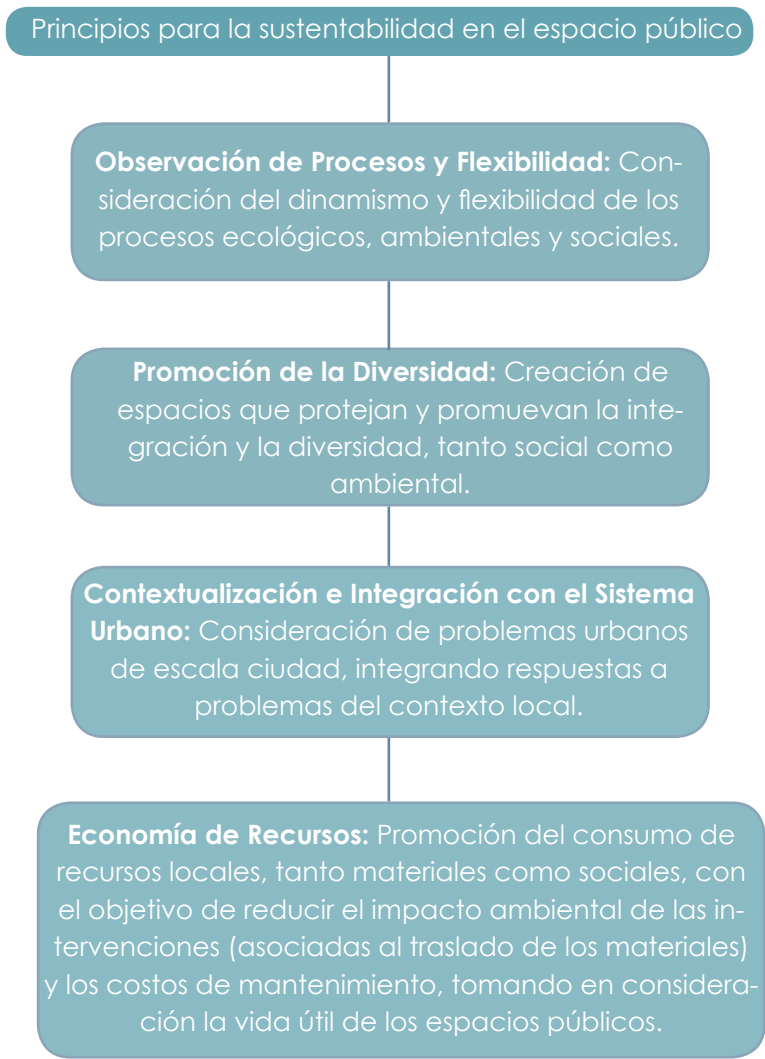 Principios para la sustentabilidad en el espacio público
Observación de Procesos y Flexibilidad: Con-
sideración del dinamismo y flexibilidad de los
procesos ecológicos, ambientales y sociales.
Promoción de la Diversidad: Creación de
espacios que protejan y promuevan la inte-
gración y la diversidad, tanto social como
ambiental.
Contextualización e Integración con el Sistema
Urbano: Consideración de problemas urbanos
de escala ciudad, integrando respuestas a
problemas del contexto local.
Economía de Recursos: Promoción del consumo de
recursos locales, tanto materiales como sociales, con
el objetivo de reducir el impacto ambiental de las in-
tervenciones (asociadas al traslado de los materiales)
y los costos de mantenimiento, tomando en considera-
ción la vida útil de los espacios públicos.